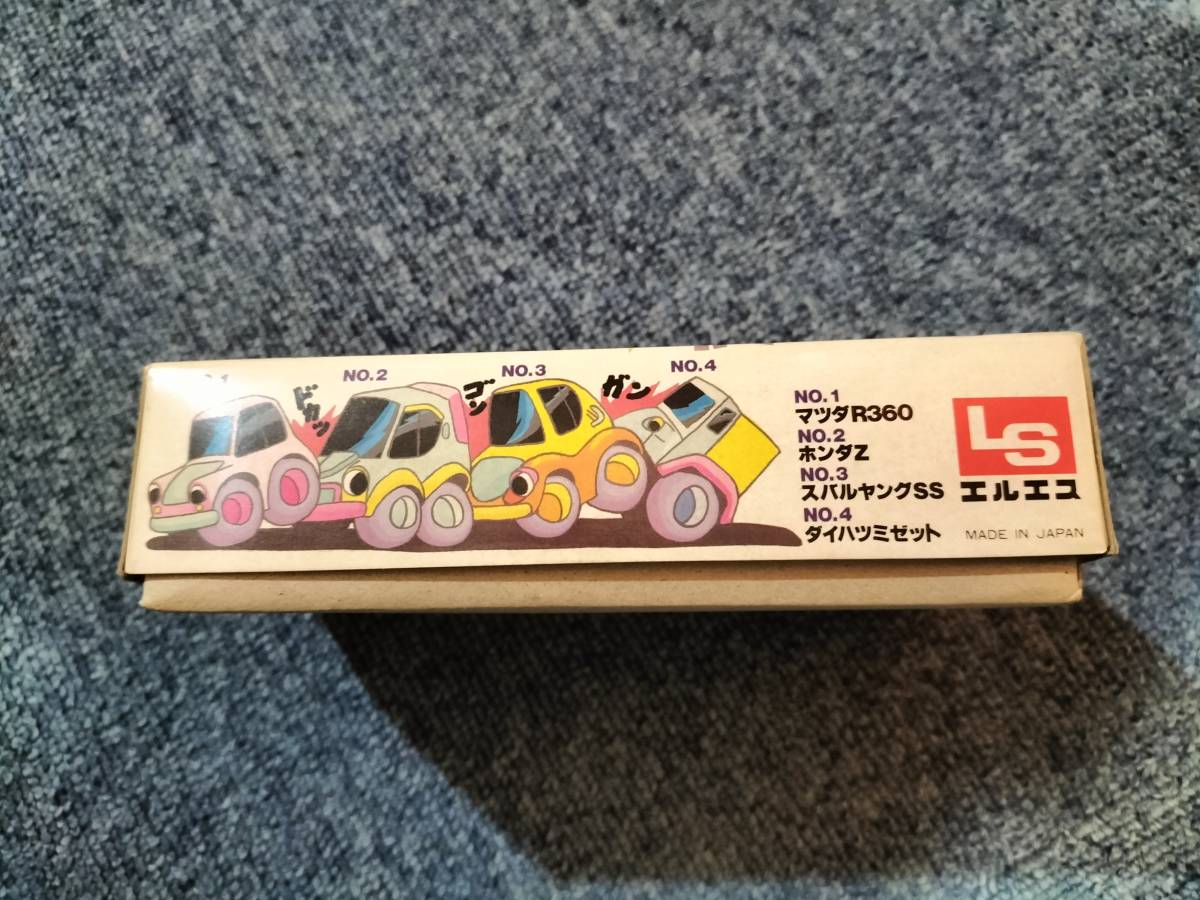 NO.2
NO.3
NO.4
ドカッ
ゴン
ガン
NO.1
マツダR360
NO.2
ホンダZ
NO.3
スバルヤングSS
NO.4
ダイハツミゼット
LS
エルエス
MADE IN JAPAN